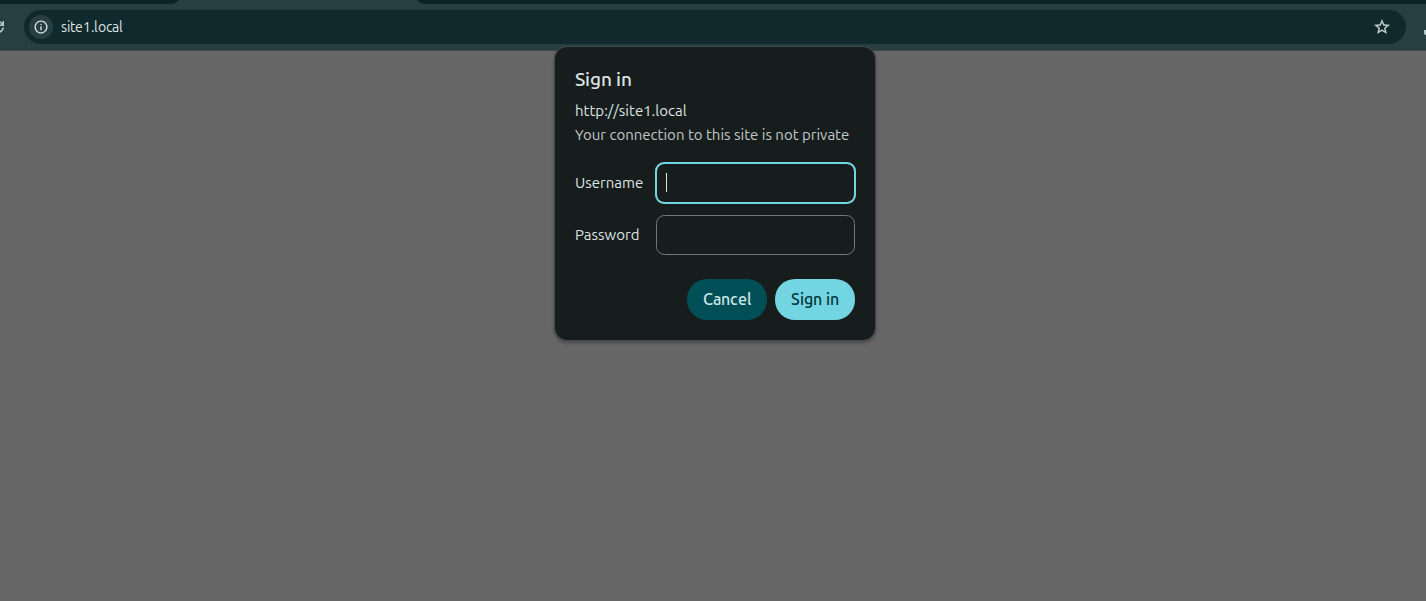 site1.local
Sign in
http://site1.local
Your connection to this site is not private
Username
Password
Cancel Sign in